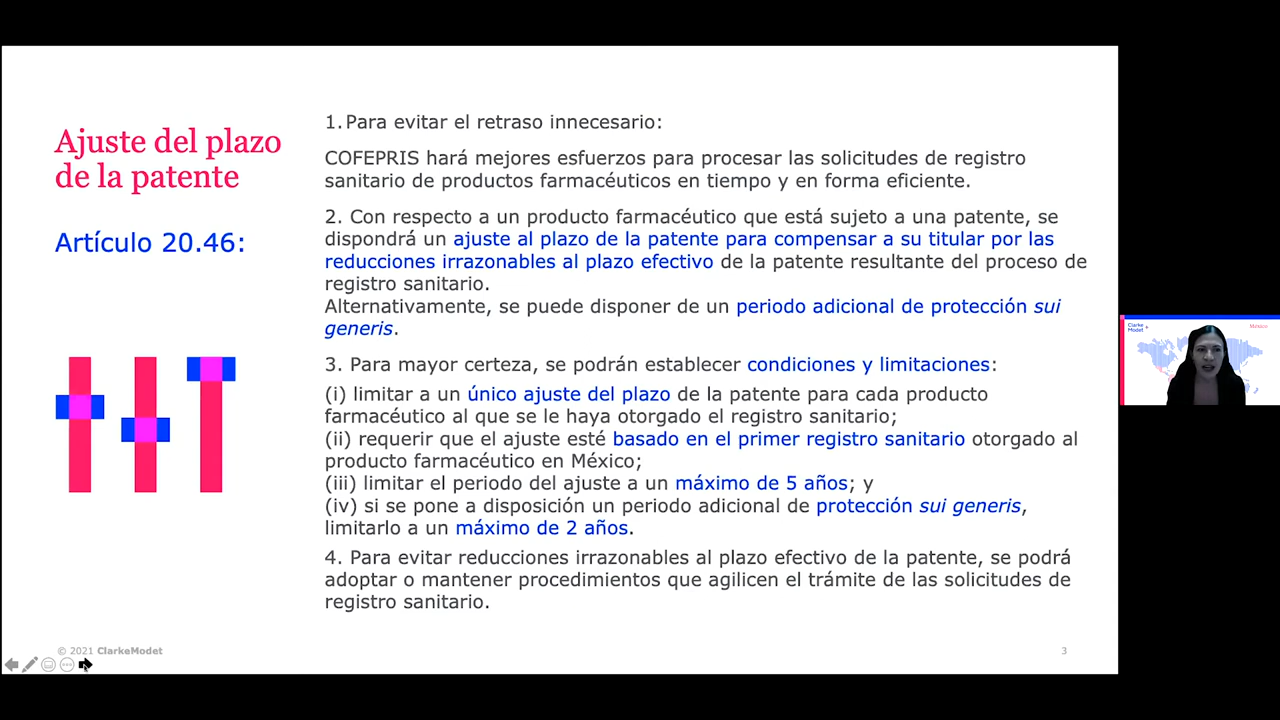 Ajuste del plazo
de la patente
Artículo 20.46:
1. Para evitar el retraso innecesario:
COFEPRIS hará mejores esfuerzos para procesar las solicitudes de registro
sanitario de productos farmacéuticos en tiempo y en forma eficiente.
2. Con respecto a un producto farmacéutico que está sujeto a una patente, se
dispondrá un ajuste al plazo de la patente para compensar a su titular por las
reducciones irrazonables al plazo efectivo de la patente resultante del proceso de
registro sanitario.
Alternativamente, se puede disponer de un periodo adicional de protección sui
generis.
3. Para mayor certeza, se podrán establecer condiciones y limitaciones:
(i) limitar a un único ajuste del plazo de la patente para cada producto
farmacéutico al que se le haya otorgado el registro sanitario;
(ii) requerir que el ajuste esté basado en el primer registro sanitario otorgado al
producto farmacéutico en México;
(iii) limitar el periodo del ajuste a un máximo de 5 años; y
(iv) si se pone a disposición un periodo adicional de protección sui generis,
limitarlo a un máximo de 2 años.
4. Para evitar reducciones irrazonables al plazo efectivo de la patente, se podrá
adoptar o mantener procedimientos que agilicen el trámite de las solicitudes de
registro sanitario.
© 2021 ClarkeModet
3
Clarke
Modet
México